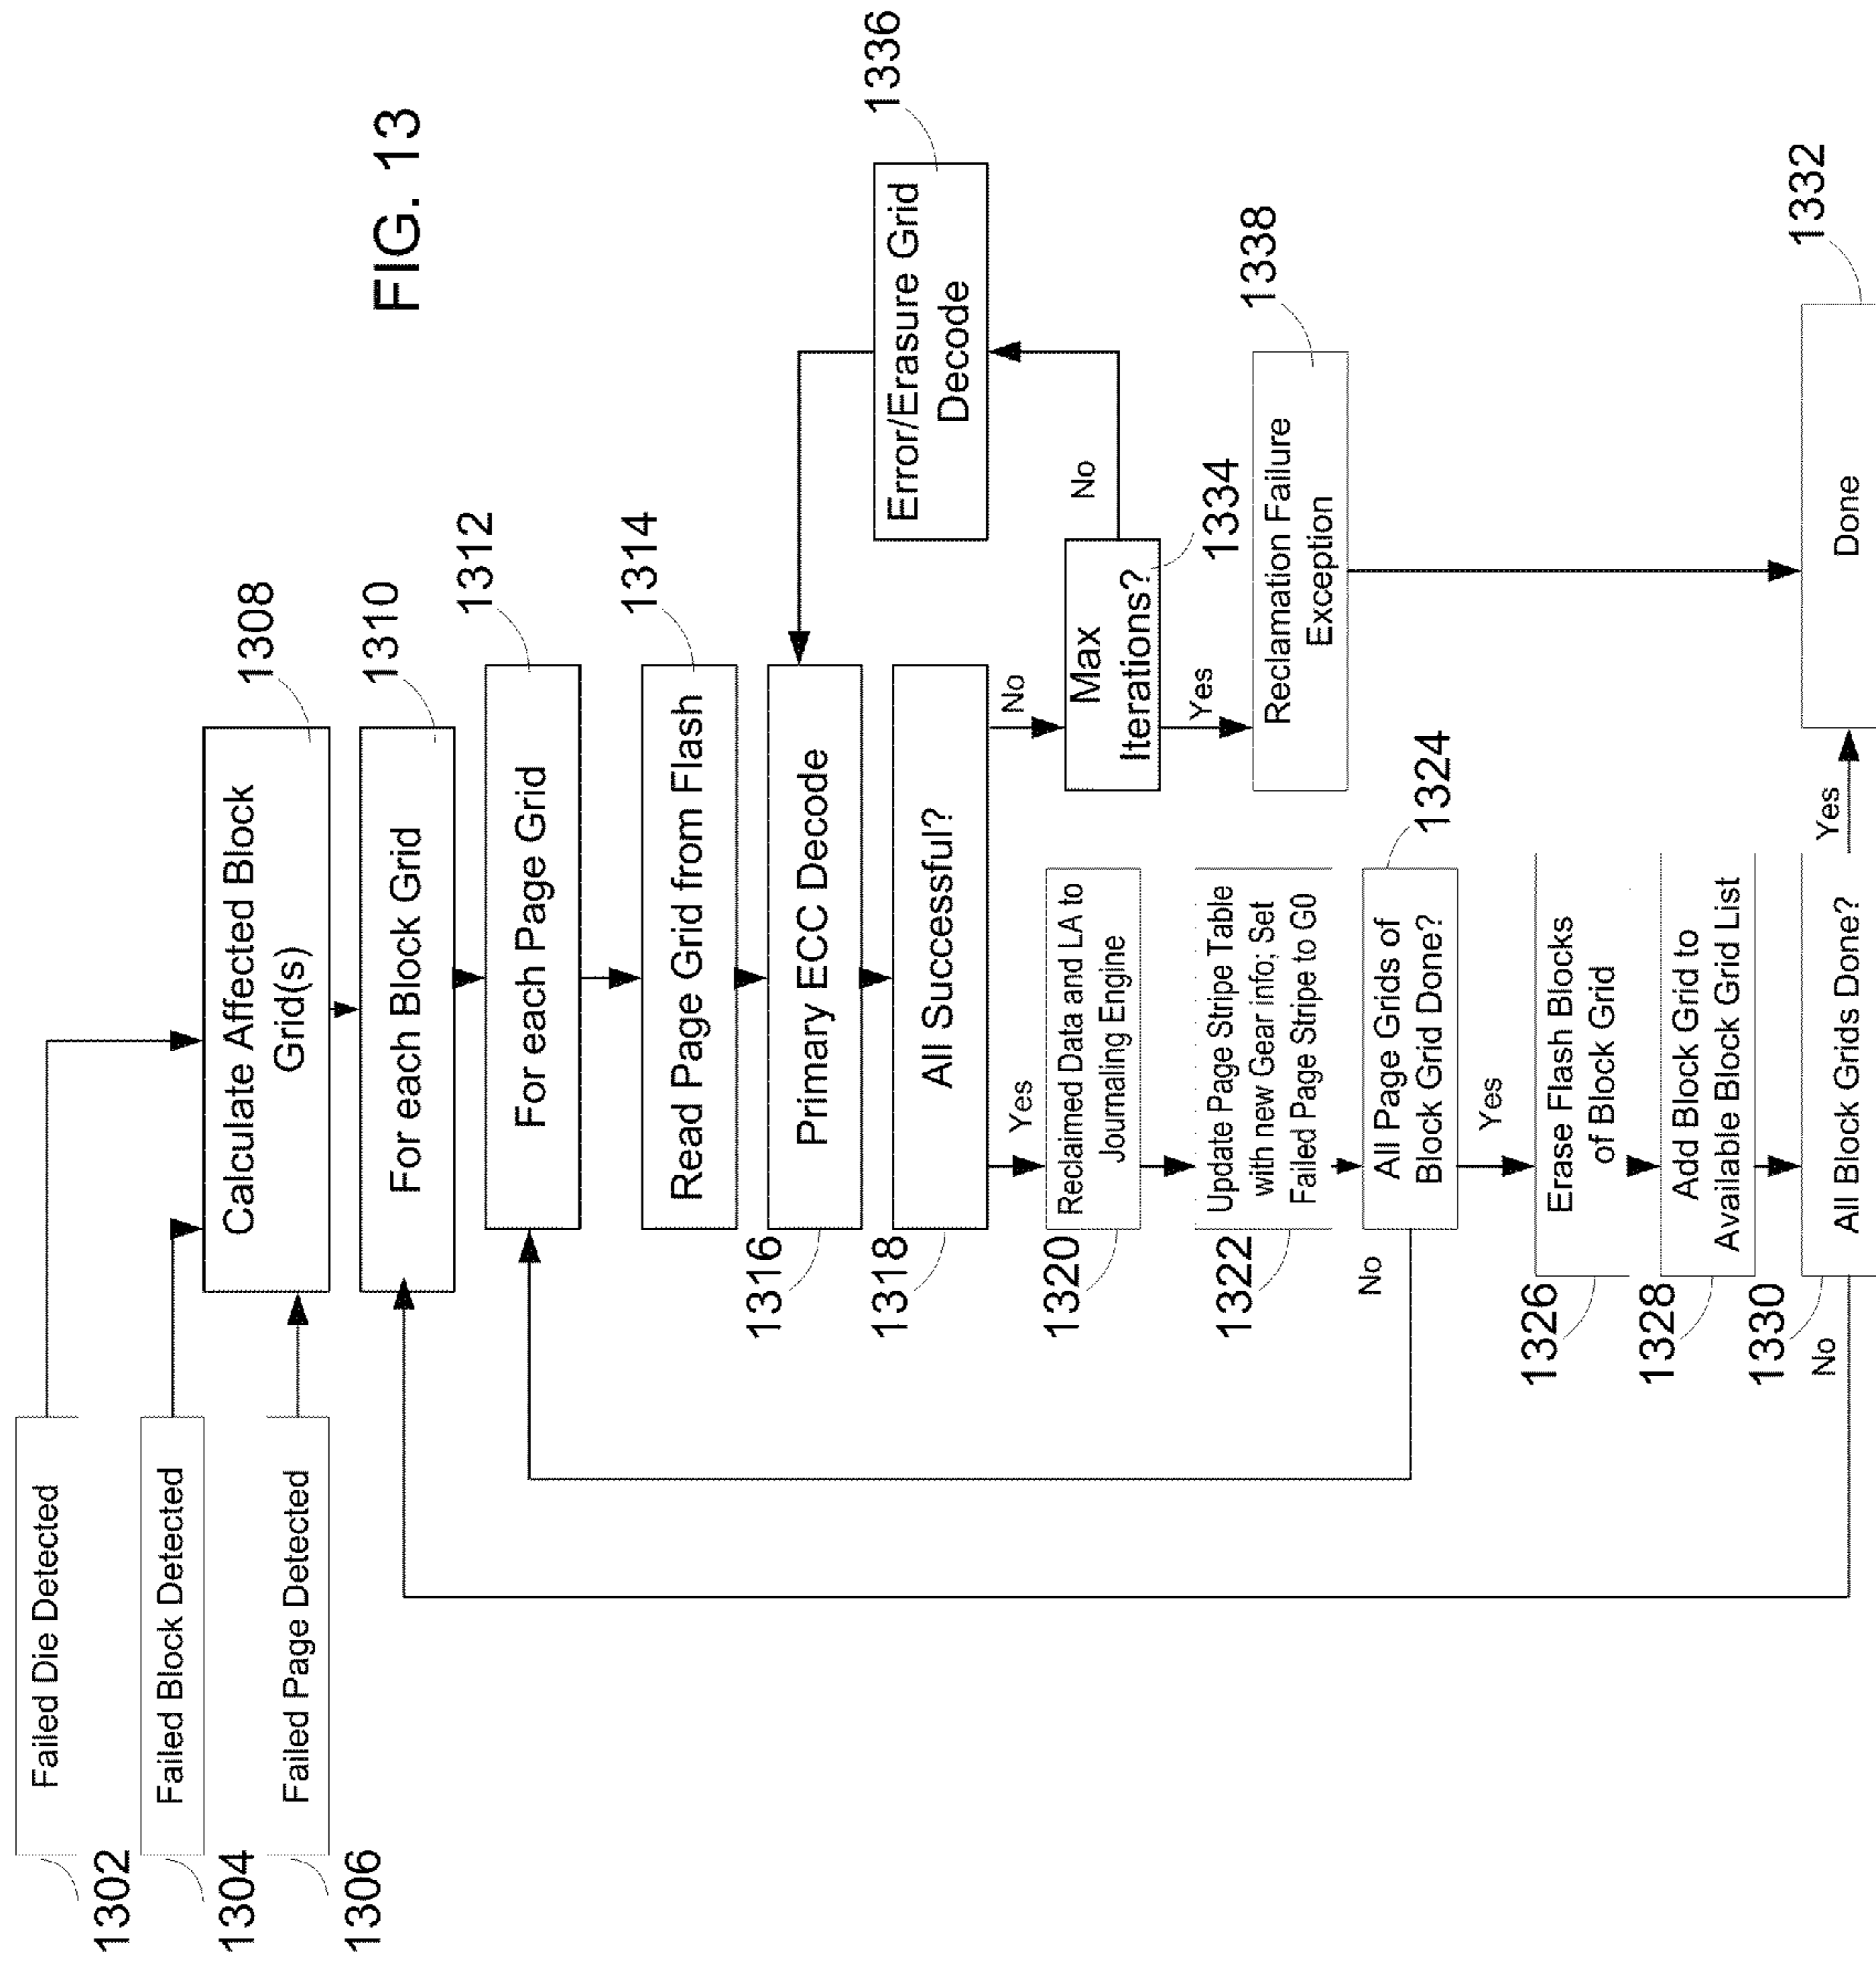 FIG. 13
Failed Die Detected
1302
Failed Block Detected
1304
Failed Page Detected
1306
Calculate Affected Block
Grid(s)
1308
For each Block Grid
1310
For each Page Grid
1312
Read Page Grid from Flash
1314
Primary ECC Decode
1316
All Successful?
1318
Yes
No
Reclaimed Data and LA to
Journaling Engine
1320
Update Page Stripe Table
with new Gear info; Set
Failed Page Stripe to G0
1322
All Page Grids of
Block Grid Done?
1324
No
Yes
Erase Flash Blocks
of Block Grid
1326
Add Block Grid to
Available Block Grid List
1328
All Block Grids Done?
1330
No
Yes
Done
1332
Max
Iterations?
1334
No
Yes
Error/Erasure Grid
Decode
1336
Reclamation Failure
Exception
1338